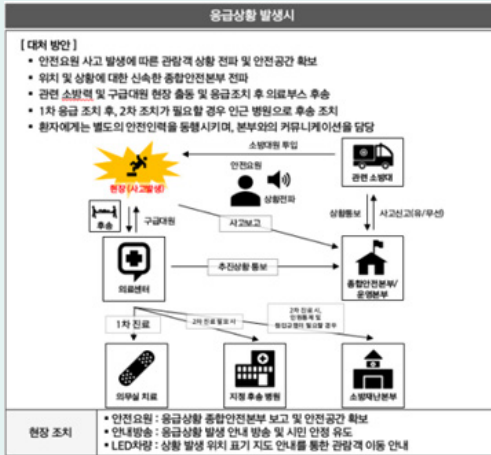 응급상황 발생시
[ 대처 방안 ]
• 안전요원 사고 발생에 따른 관람객 상황 전파 및 안전공간 확보
• 위치 및 상황에 대한 신속한 종합안전본부 전파
• 관련 소방력 및 구급대원 현장 출동 및 응급조치 후 의료부스 후송
• 1차 응급 조치 후, 2차 조치가 필요할 경우 인근 병원으로 후송 조치
• 환자에게는 별도의 안전인력을 동행시키며, 본부와의 커뮤니케이션을 담당
소방대원 투입
안전요원
상황전파
관련 소방대
현장(사고발생)
후송
구급대원
사고보고
상황통보
사고신고(유/무선)
의료센터
추진상황 통보
종합안전본부/
운영본부
1차 진료
2차 진료 필요 시
2차 진료 시,
인원통제 및
필요할 경우
의무실 치료
지정 후송 병원
소방재난본부
현장 조치
• 안전요원 : 응급상황 종합안전본부 보고 및 안전공간 확보
• 안내방송 : 응급상황 발생 안내 방송 및 시민 안정 유도
• LED차량 : 상황 발생 위치 표기 지도 안내를 통한 관람객 이동 안내